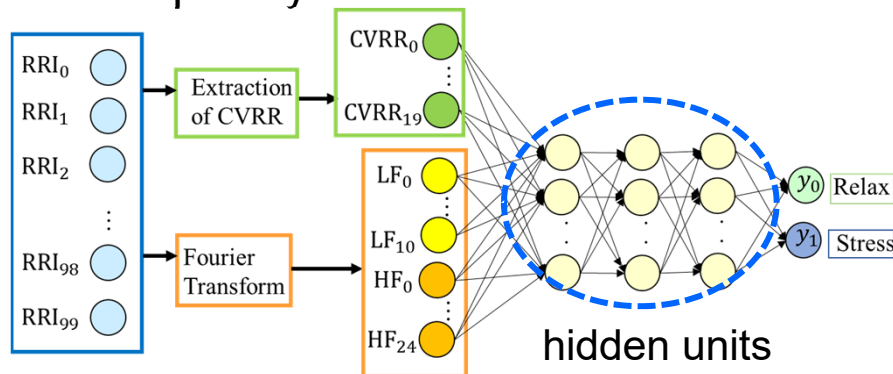 RRI₀
RRI₁
RRI₂
⋮
RRI₉₈
RRI₉₉
Extraction
of CVRR
Fourier
Transform
CVRR₀
⋮
CVRR₁₉
LF₀
⋮
LF₁₀
HF₀
⋮
HF₂₄
y₀
Relax
y₁
Stress
hidden units